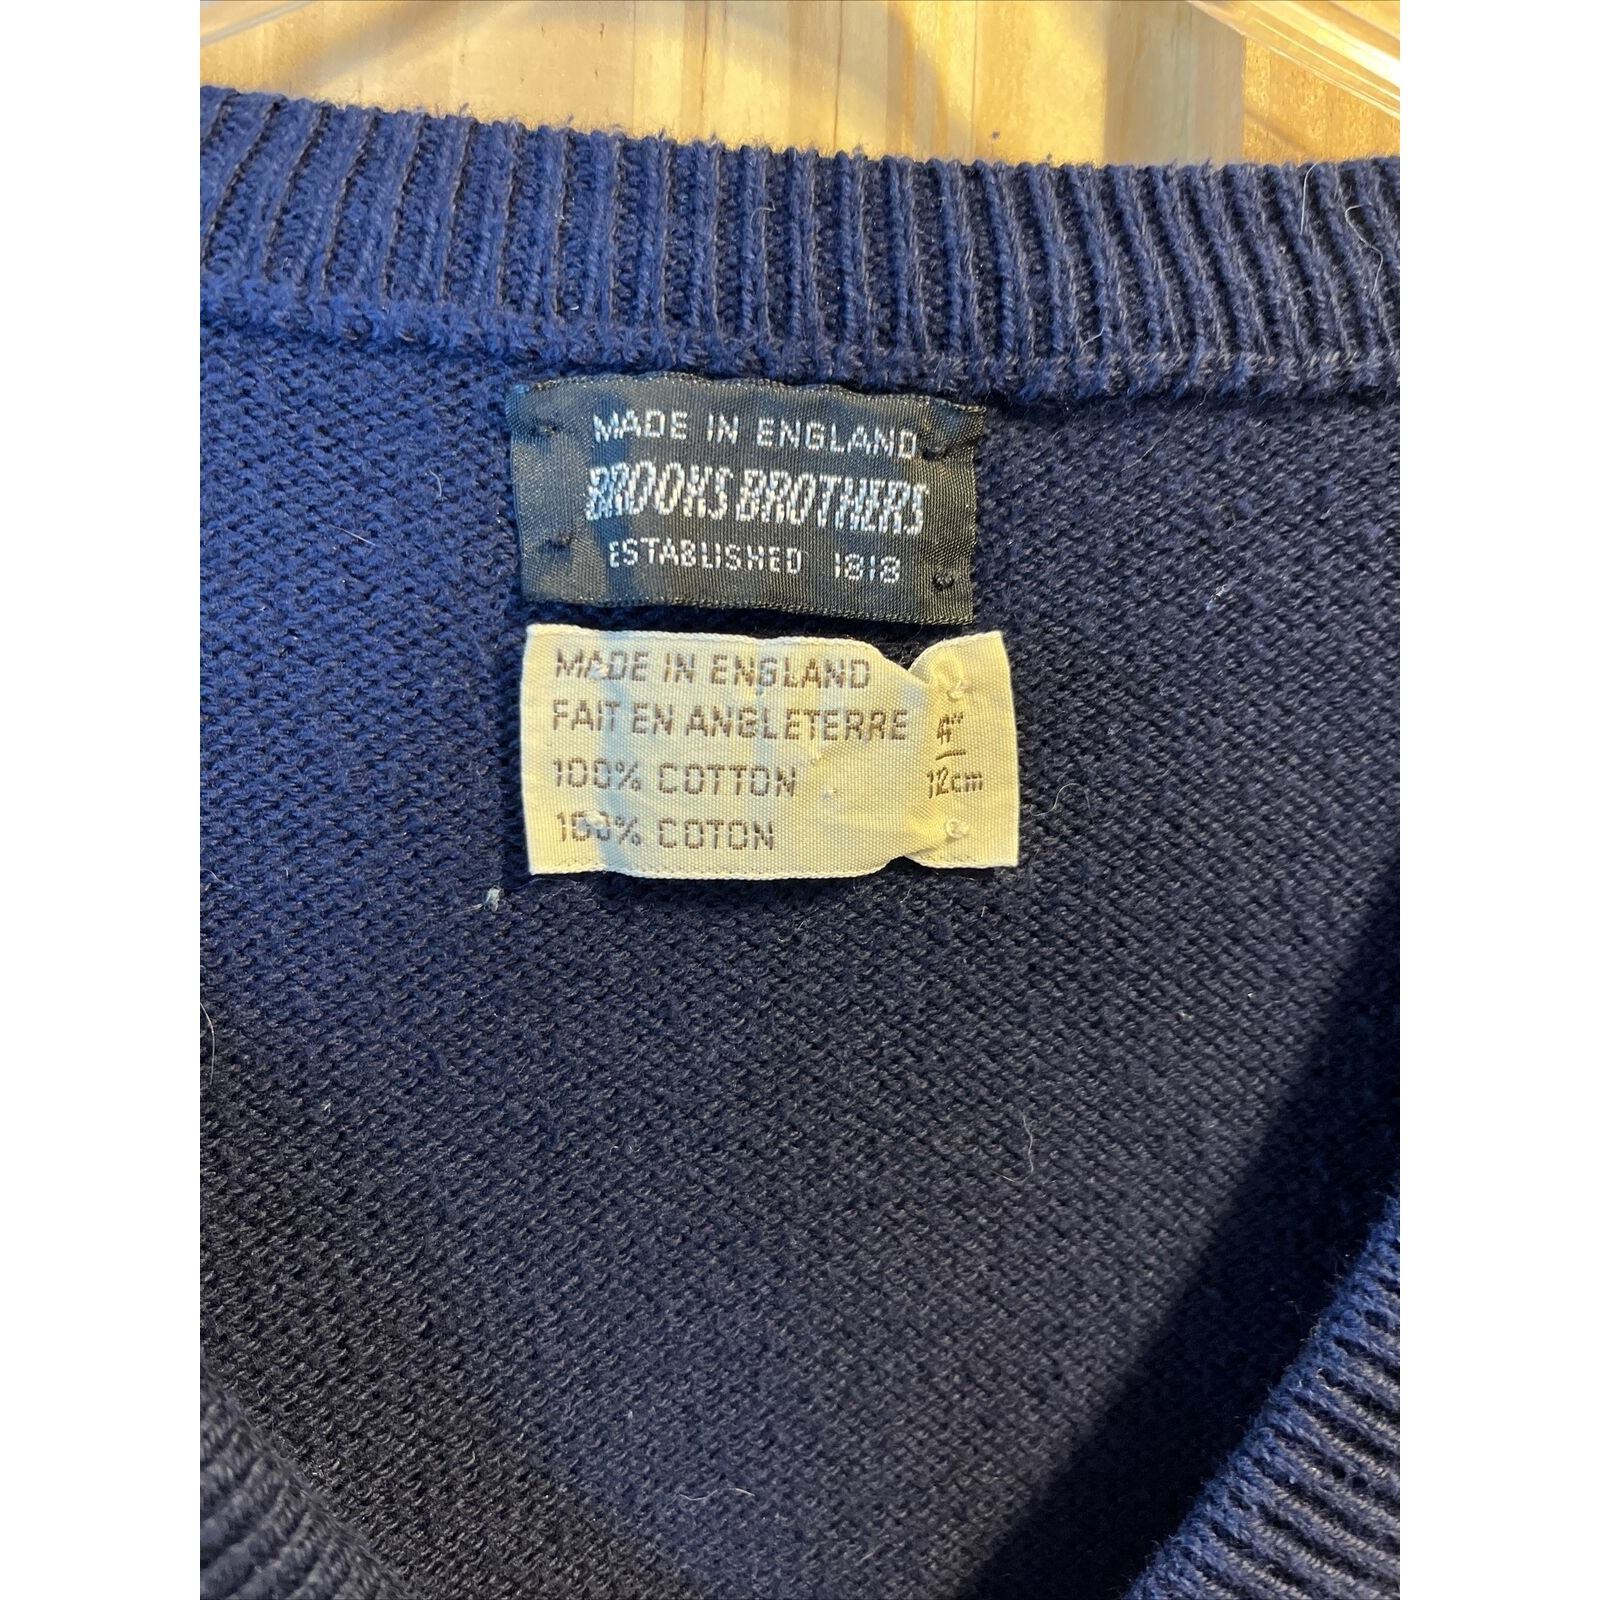 MADE IN ENGLAND
BROOKS BROTHERS
ESTABLISHED 1818
MADE IN ENGLAND
FAIT EN ANGLETERRE
100% COTTON
100% COTON
4"
12cm